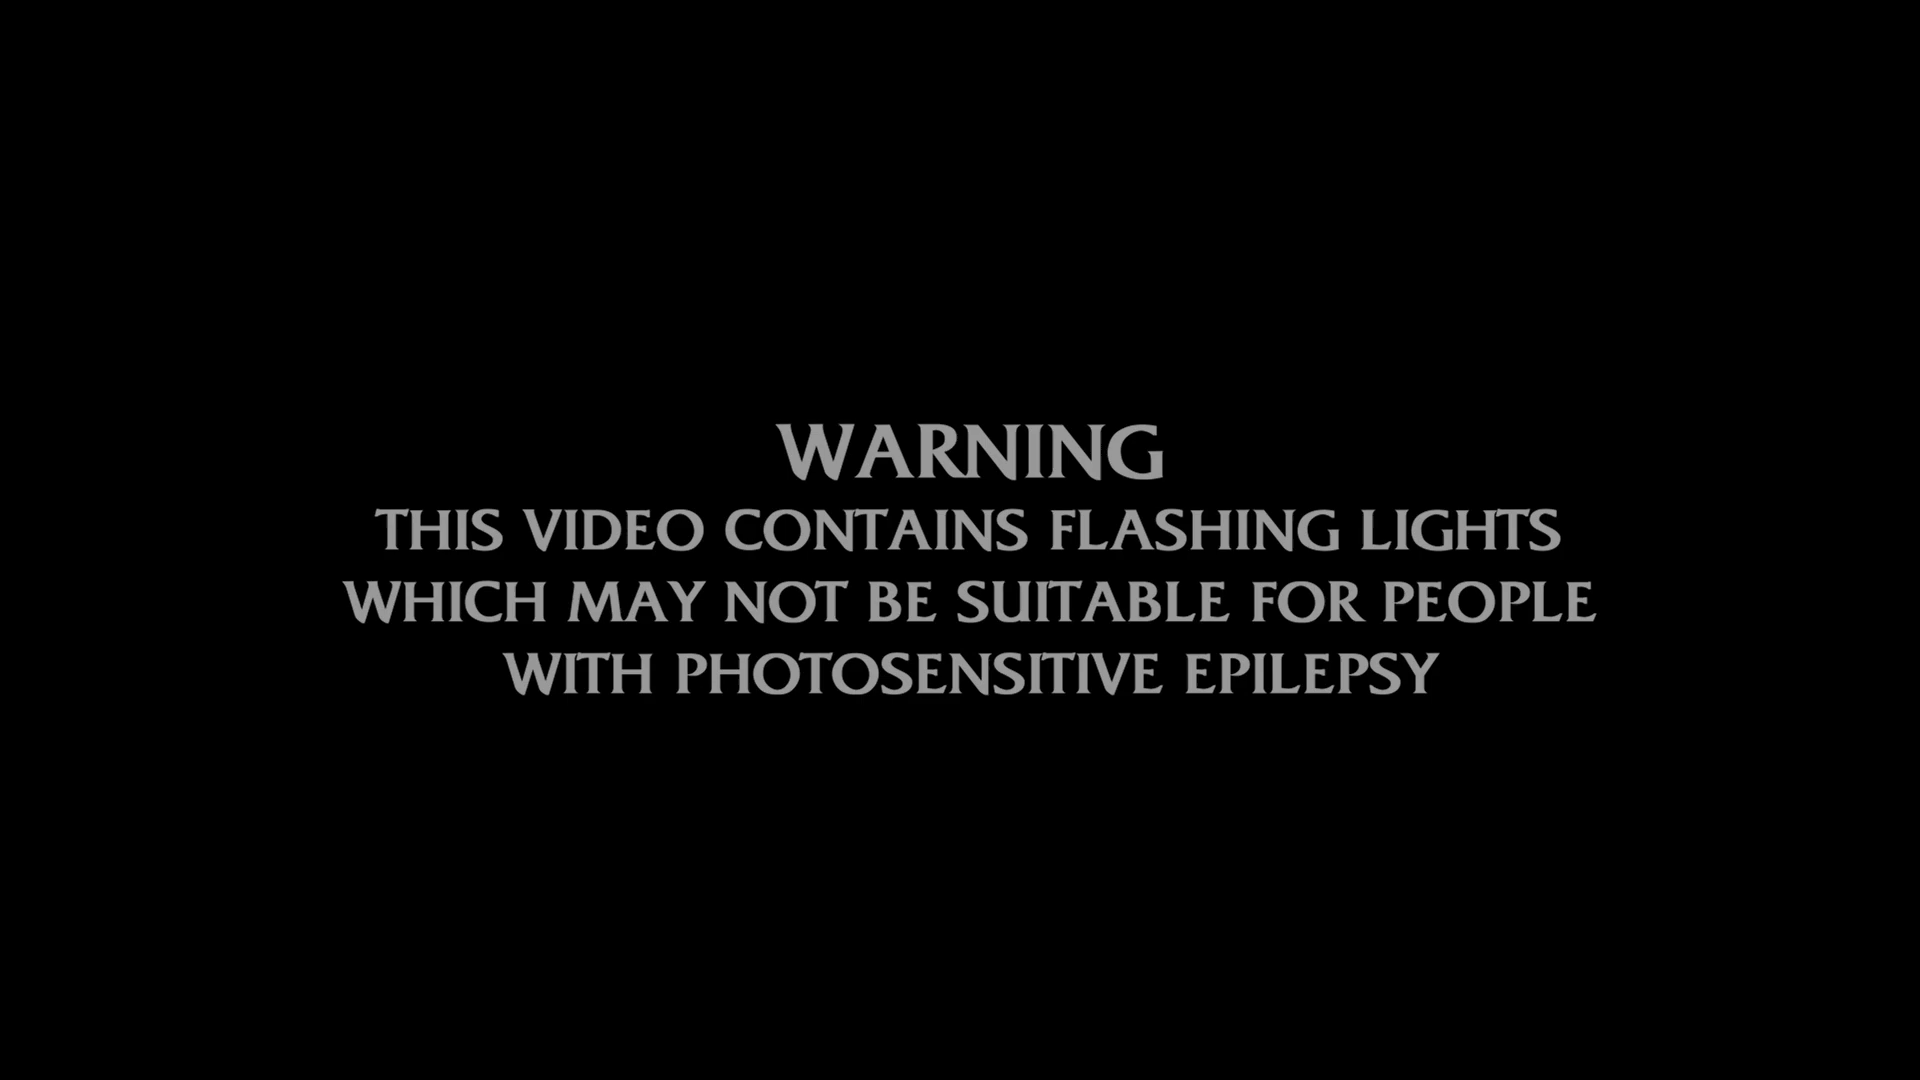 WARNING
THIS VIDEO CONTAINS FLASHING LIGHTS
WHICH MAY NOT BE SUITABLE FOR PEOPLE
WITH PHOTOSENSITIVE EPILEPSY